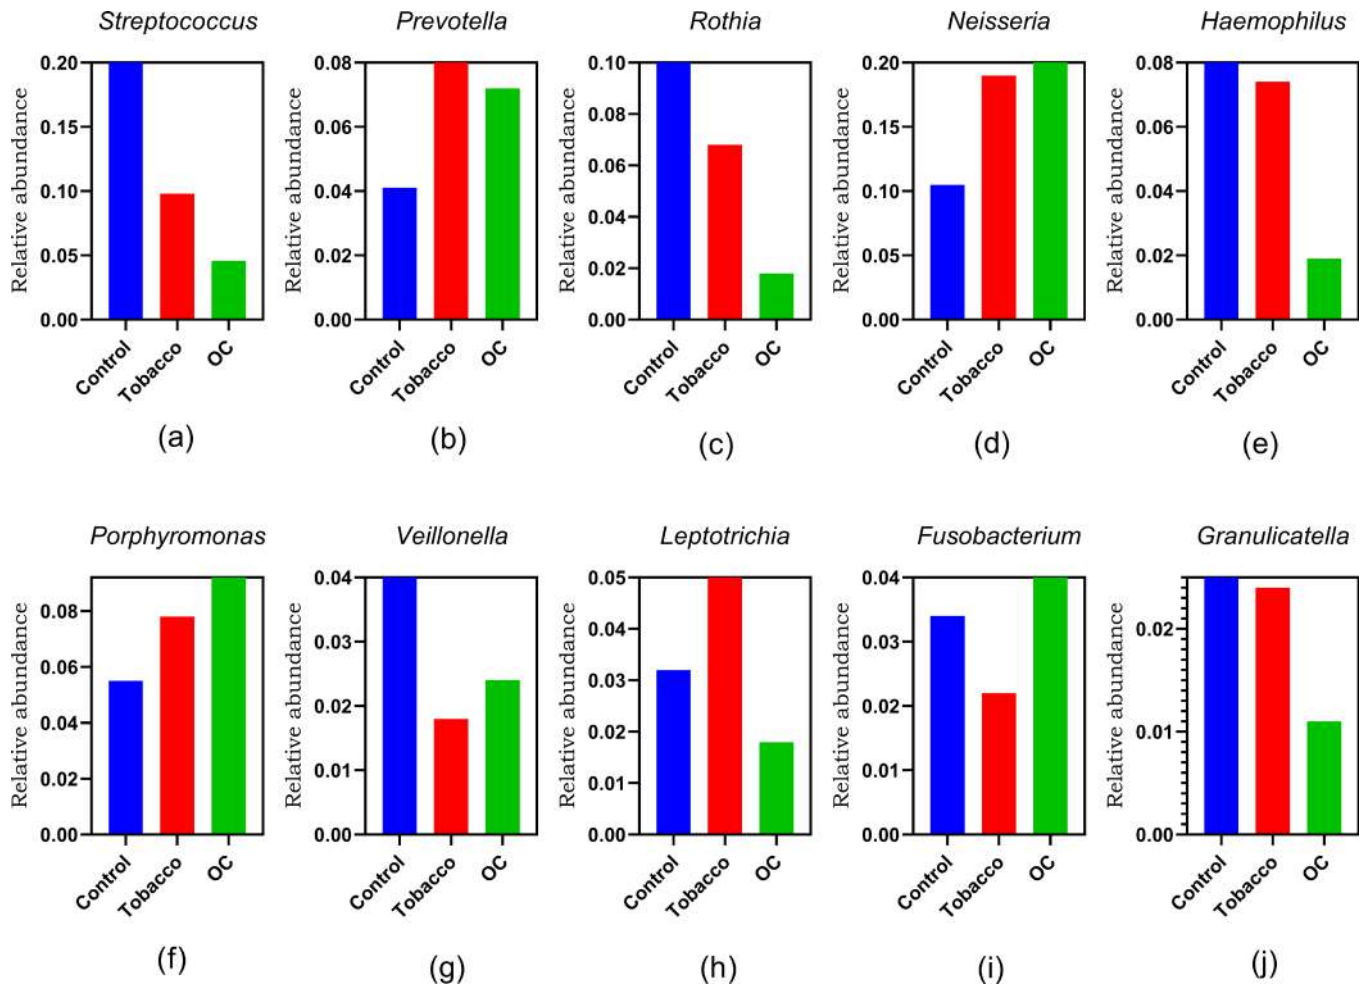 Streptococcus
Relative abundance
0.20
0.15
0.10
0.05
0.00
Control
Tobacco
OC
(a)
Prevotella
Relative abundance
0.08
0.06
0.04
0.02
0.00
Control
Tobacco
OC
(b)
Rothia
Relative abundance
0.10
0.08
0.06
0.04
0.02
0.00
Control
Tobacco
OC
(c)
Neisseria
Relative abundance
0.20
0.15
0.10
0.05
0.00
Control
Tobacco
OC
(d)
Haemophilus
Relative abundance
0.08
0.06
0.04
0.02
0.00
Control
Tobacco
OC
(e)
Porphyromonas
Relative abundance
0.08
0.06
0.04
0.02
0.00
Control
Tobacco
OC
(f)
Veillonella
Relative abundance
0.04
0.03
0.02
0.01
0.00
Control
Tobacco
OC
(g)
Leptotrichia
Relative abundance
0.05
0.04
0.03
0.02
0.01
0.00
Control
Tobacco
OC
(h)
Fusobacterium
Relative abundance
0.04
0.03
0.02
0.01
0.00
Control
Tobacco
OC
(i)
Granulicatella
Relative abundance
0.02
0.01
0.00
Control
Tobacco
OC
(j)